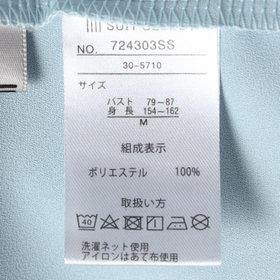 NO. 724303SS
30-5710
サイズ
バスト 79~87
身長 154~162
M
組成表示
ポリエステル 100%
取扱い方
40
洗濯ネット使用
アイロンはあて布使用